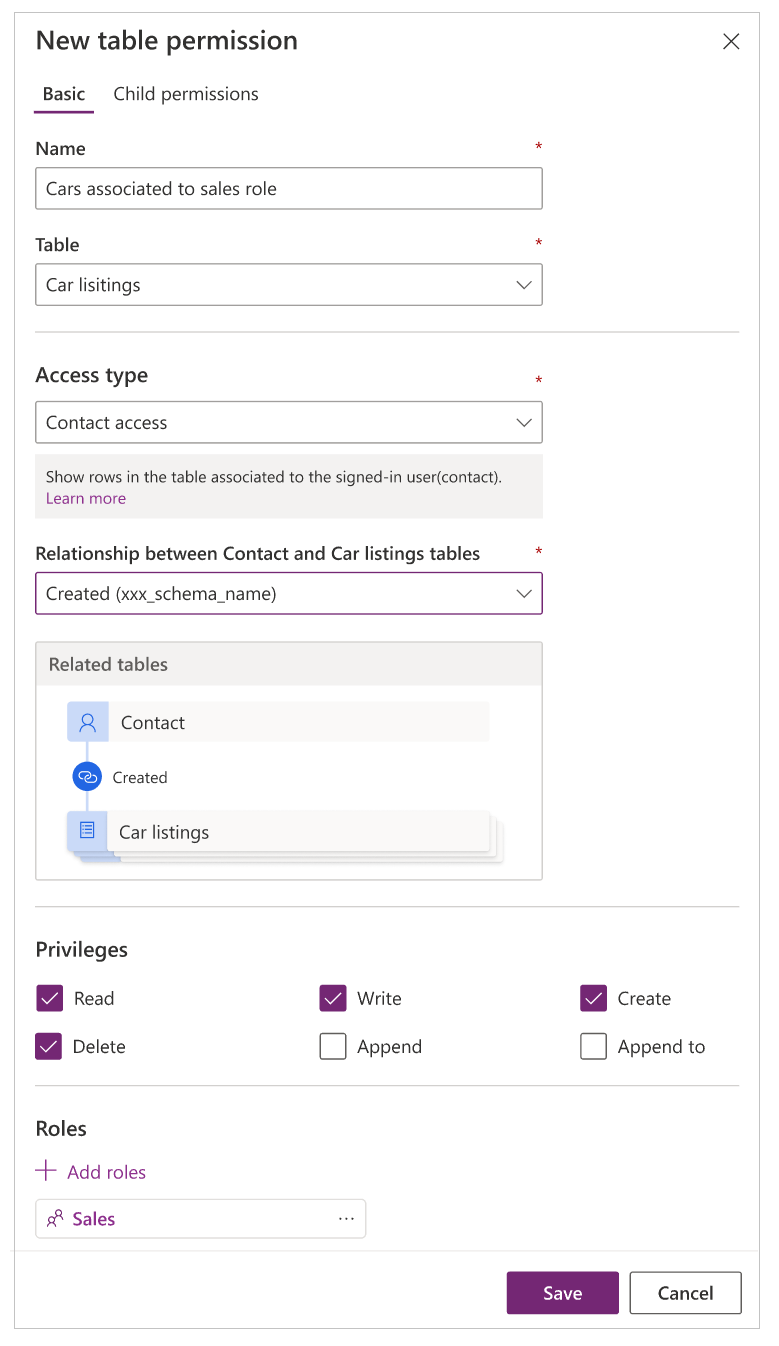 New table permission
Basic Child permissions
Name *
Cars associated to sales role
Table *
Car lisitings
Access type *
Contact access
Show rows in the table associated to the signed-in user(contact).
Learn more
Relationship between Contact and Car listings tables *
Created (xxx_schema_name)
Related tables
Contact
Created
Car listings
Privileges
Read Write Create
Delete Append Append to
Roles
Add roles
Sales ...
Save Cancel